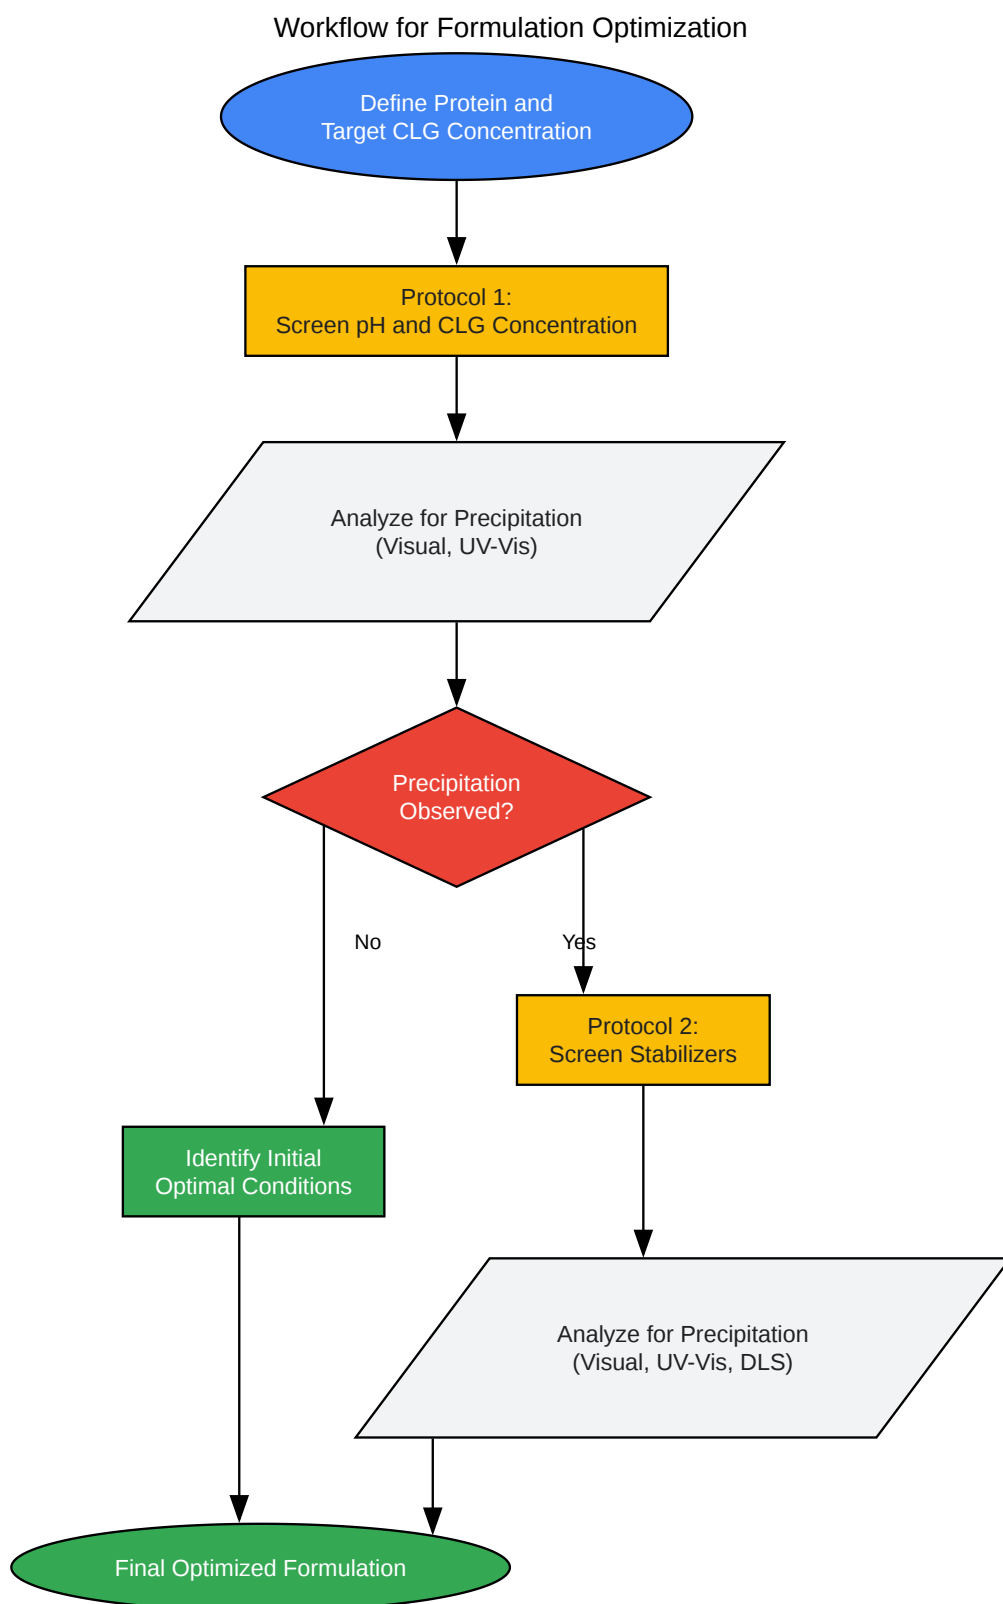 Workflow for Formulation Optimization
Define Protein and
Target CLG Concentration
Protocol 1:
Screen pH and CLG Concentration
Analyze for Precipitation
(Visual, UV-Vis)
Precipitation
Observed?
No
Yes
Protocol 2:
Screen Stabilizers
Identify Initial
Optimal Conditions
Analyze for Precipitation
(Visual, UV-Vis, DLS)
Final Optimized Formulation